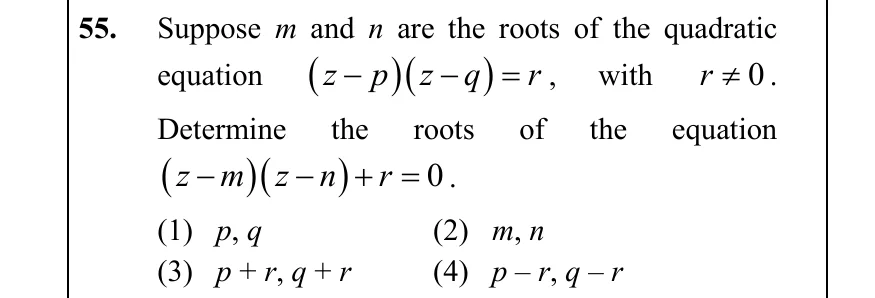 55. Suppose m and n are the roots of the quadratic
equation (z – p)(z – q) = r, with r ≠ 0.
Determine the roots of the equation
(z – m)(z – n) + r = 0.
(1) p, q (2) m, n
(3) p + r, q + r (4) p – r, q – r